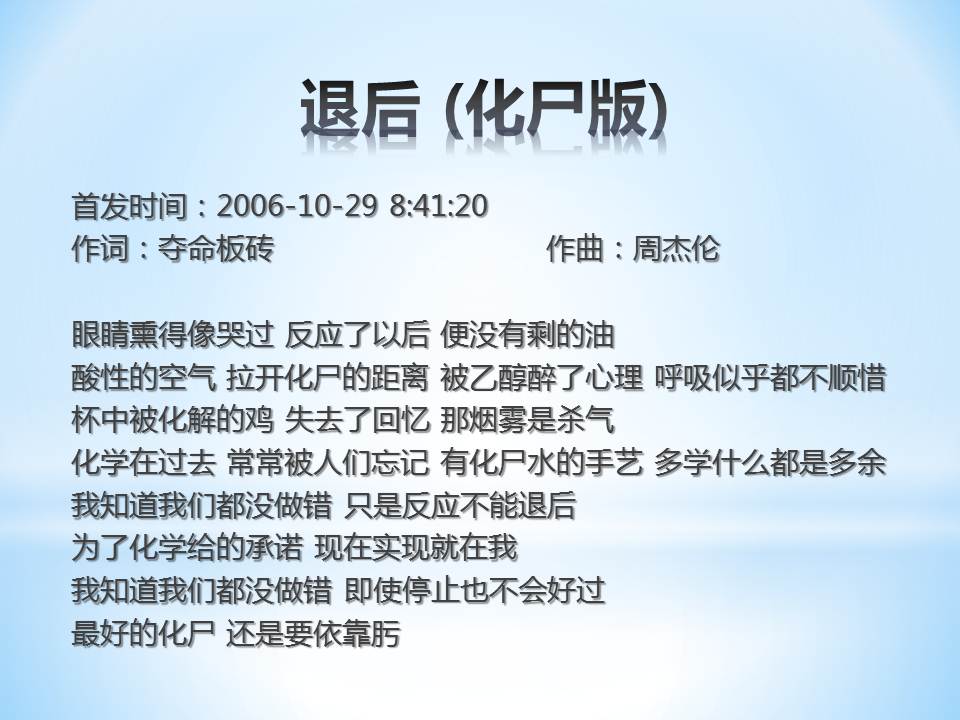 退后 (化尸版)
首发时间：2006-10-29 8:41:20
作词：夺命板砖 作曲：周杰伦
眼睛熏得像哭过 反应了以后 便没有剩的油
酸性的空气 拉开化尸的距离 被乙醇醉了心理 呼吸似乎都不顺惜
杯中被化解的鸡 失去了回忆 那烟雾是杀气
化学在过去 常常被人们忘记 有化尸水的手艺 多学什么都是多余
我知道我们都没做错 只是反应不能退后
为了化学给的承诺 现在实现就在我
我知道我们都没做错 即使停止也不会好过
最好的化尸 还是要依靠肟